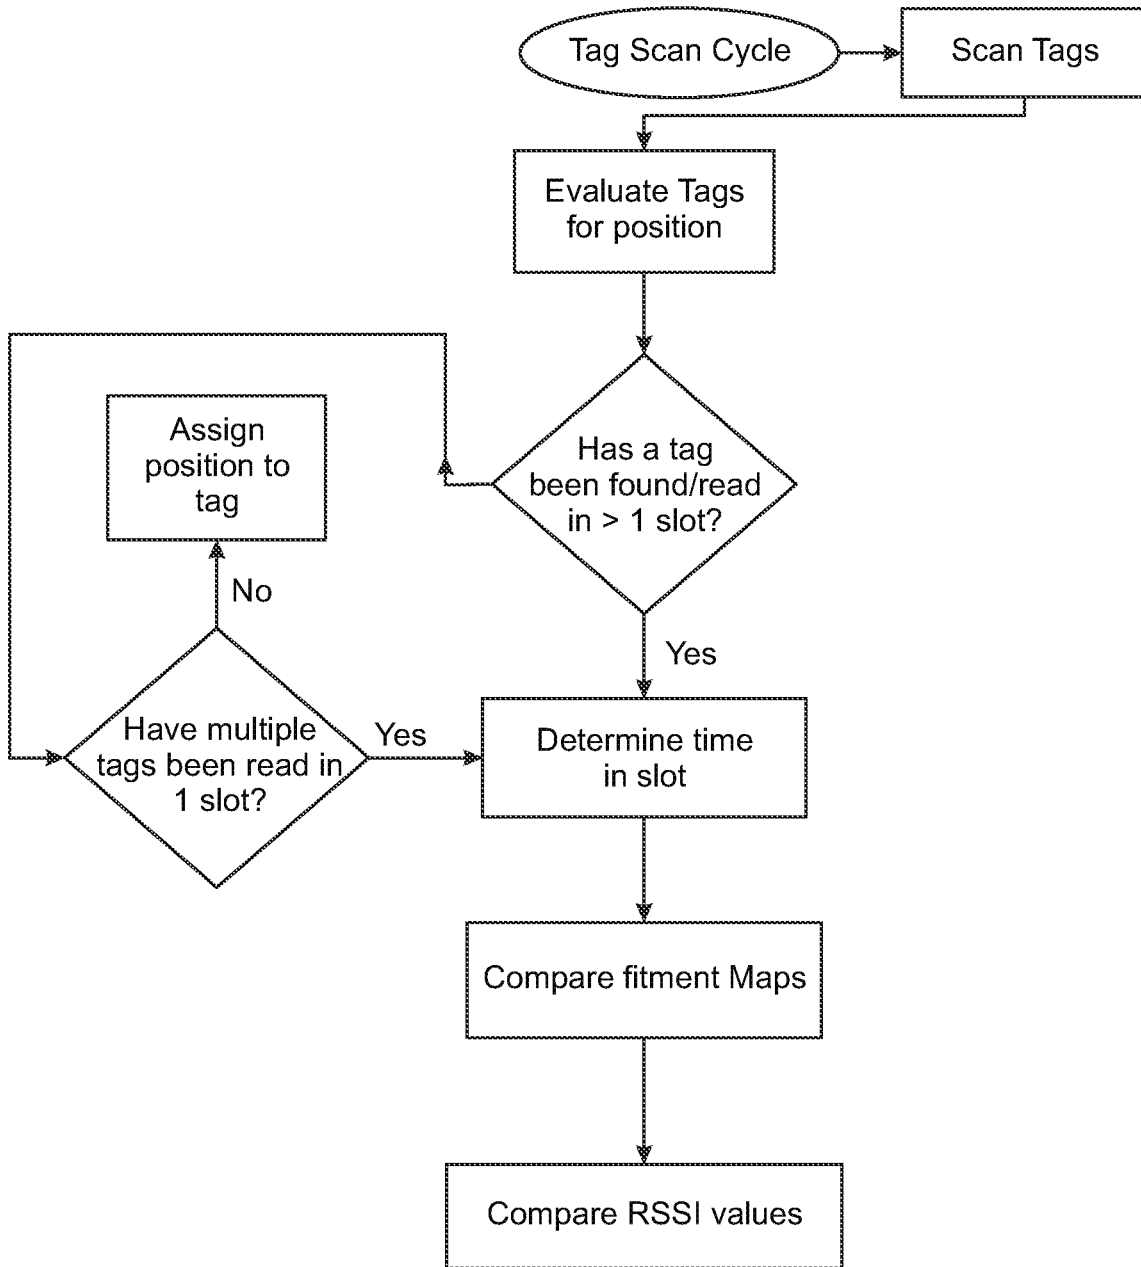 Tag Scan Cycle
Scan Tags
Evaluate Tags
for position
Has a tag
been found/read
in > 1 slot?
Assign
position to
tag
No
Yes
Have multiple
tags been read in
1 slot?
Yes
Determine time
in slot
Compare fitment Maps
Compare RSSI values